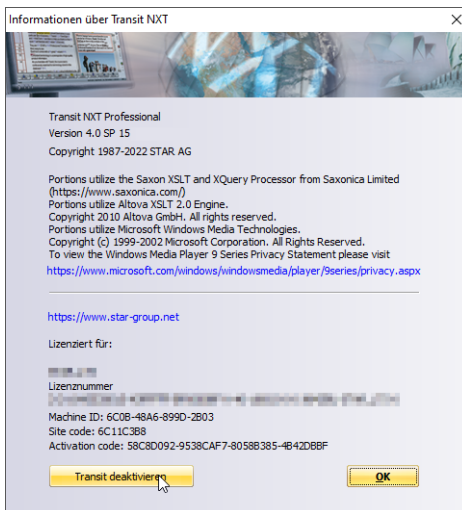 Informationen über Transit NXT
Transit NXT Professional
Version 4.0 SP 15
Copyright 1987-2022 STAR AG
Portions utilize the Saxon XSLT and XQuery Processor from Saxonica Limited
(https://www.saxonica.com/)
Portions utilize Altova XSLT 2.0 Engine.
Copyright 2010 Altova GmbH. All rights reserved.
Portions utilize Microsoft Windows Media Technologies.
Copyright (c) 1999-2002 Microsoft Corporation. All Rights Reserved.
To view the Windows Media Player 9 Series Privacy Statement please visit
https://www.microsoft.com/windows/windowsmedia/player/9series/privacy.aspx
https://www.star-group.net
Lizenziert für:
Lizenznummer
Machine ID: 6C0B-48A6-899D-2B03
Site code: 6C11C3B8
Activation code: 58C8D092-9538CAF7-8058B385-4B42DBBF
Transit deaktivieren
OK